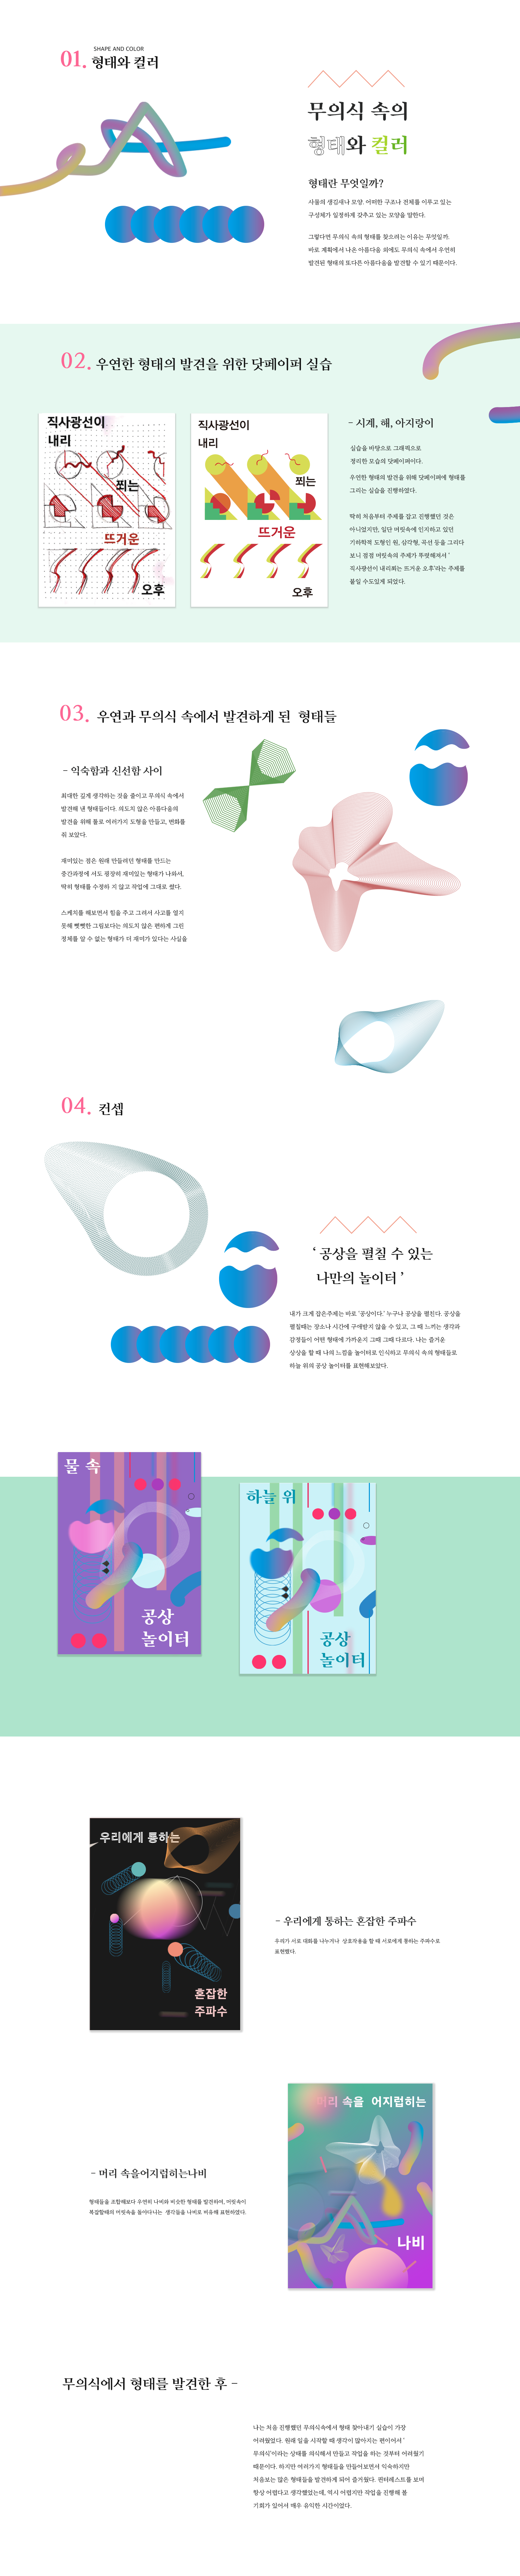 SHAPE AND COLOR
01. 형태와 컬러
무의식 속의
형태와 컬러
형태란 무엇일까?
사물의 생김새나 모양. 어떠한 구조나 전체를 이루고 있는
구성체가 일정하게 갖추고 있는 모양을 말한다.
그렇다면 무의식 속의 형태를 찾으려는 이유는 무엇일까.
바로 계획에서 나온 아름다움 외에도 무의식 속에서 우연히
발견된 형태의 또다른 아름다움을 발견할 수 있기 때문이다.
02. 우연한 형태의 발견을 위한 닷페이퍼 실습
직사광선이
내리
쬐는
뜨거운
오후
직사광선이
내리
쬐는
뜨거운
오후
- 시계, 해, 아지랑이
실습을 바탕으로 그래픽으로
정리한 모습의 닷페이퍼이다.
우연한 형태의 발견을 위해 닷페이퍼에 형태를
그리는 실습을 진행하였다.
딱히 처음부터 주제를 잡고 진행했던 것은
아니었지만, 일단 머릿속에 인지하고 있던
기하학적 도형인 원, 삼각형, 곡선 등을 그리다
보니 점점 머릿속의 주제가 뚜렷해져서 '
직사광선이 내리쬐는 뜨거운 오후'라는 주제를
붙일 수도있게 되었다.
03. 우연과 무의식 속에서 발견하게 된 형태들
- 익숙함과 신선함 사이
최대한 깊게 생각하는 것을 줄이고 무의식 속에서
발견해 낸 형태들이다. 의도치 않은 아름다움의
발견을 위해 툴로 여러가지 도형을 만들고, 변화를
줘 보았다.
재미있는 점은 원래 만들려던 형태를 만드는
중간과정에 서도 굉장히 재미있는 형태가 나와서,
딱히 형태를 수정하 지 않고 작업에 그대로 썼다.
스케치를 해보면서 힘을 주고 그려서 사고를 열지
못해 뻣뻣한 그림보다는 의도지 않은 편하게 그린
정체를 알 수 없는 형태가 더 재미가 있다는 사실을
04. 컨셉
‘ 공상을 펼칠 수 있는
나만의 놀이터 ’
내가 크게 잡은주제는 바로 '공상이다.' 누구나 공상을 펼친다. 공상을
펼칠때는 장소나 시간에 구애받지 않을 수 있고, 그 때 느끼는 생각과
감정들이 어떤 형태에 가까운지 그때 그때 다르다. 나는 즐거운
상상을 할 때 나의 느낌을 놀이터로 인식하고 무의식 속의 형태들로
하늘 위의 공상 놀이터를 표현해보았다.
물 속
공상
놀이터
하늘 위
공상
놀이터
우리에게 통하는
혼잡한
주파수
- 우리에게 통하는 혼잡한 주파수
우리가 서로 대화를 나누거나 상호작용을 할 때 서로에게 통하는 주파수로
표현했다.
머리 속을 어지럽히는
나비
- 머리 속을어지럽히는나비
형태들을 조합해보다 우연히 나비와 비슷한 형태를 발견하여, 머릿속이
복잡할때의 머릿속을 돌아다니는 생각들을 나비로 비유해 표현하였다.
무의식에서 형태를 발견한 후 -
나는 처음 진행했던 무의식속에서 형태 찾아내기 실습이 가장
어려웠었다. 원래 일을 시작할 때 생각이 많아지는 편이어서 '
무의식'이라는 상태를 의식해서 만들고 작업을 하는 것부터 어려웠기
때문이다. 하지만 여러가지 형태들을 만들어보면서 익숙하지만
처음보는 많은 형태들을 발견하게 되어 즐거웠다. 핀터레스트를 보며
항상 어렵다고 생각했었는데, 역시 어렵지만 작업을 진행해 볼
기회가 있어서 매우 유익한 시간이었다.